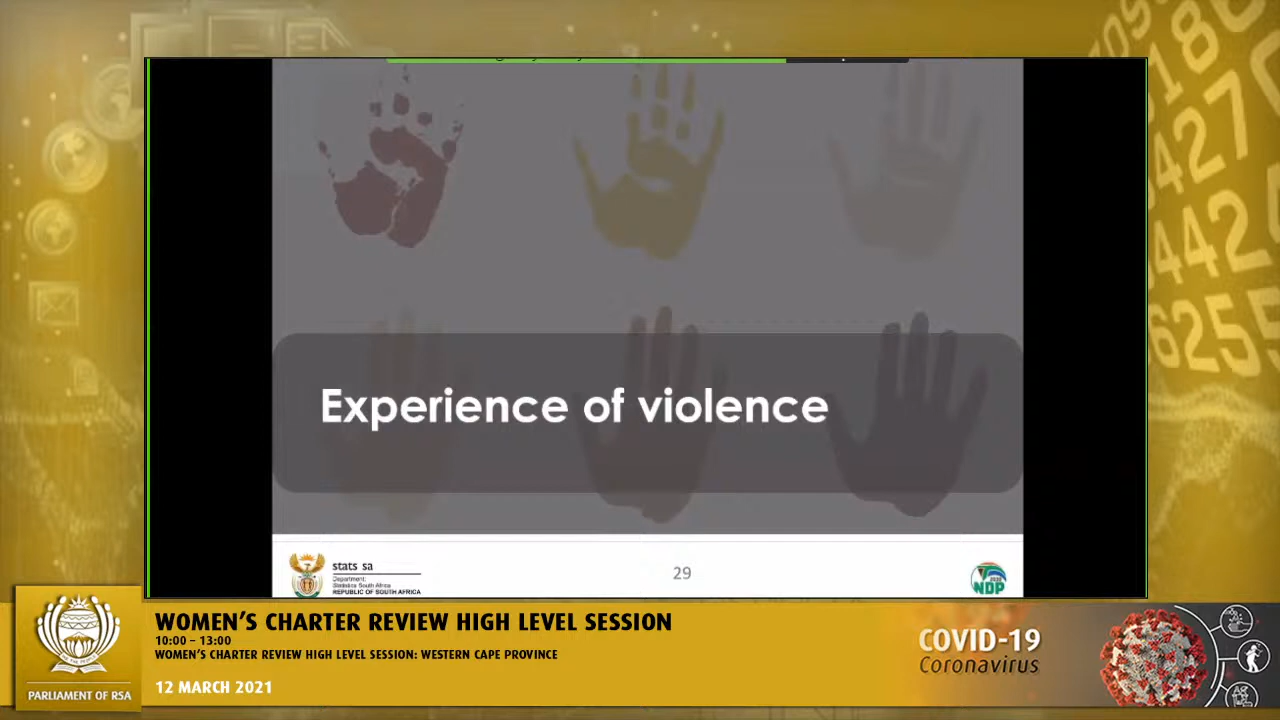 Experience of violence
stats sa
Department:
Statistics South Africa
REPUBLIC OF SOUTH AFRICA
29
NDP
WOMEN'S CHARTER REVIEW HIGH LEVEL SESSION
10:00 – 13:00
WOMEN'S CHARTER REVIEW HIGH LEVEL SESSION: WESTERN CAPE PROVINCE
12 MARCH 2021
PARLIAMENT OF RSA
COVID-19
Coronavirus